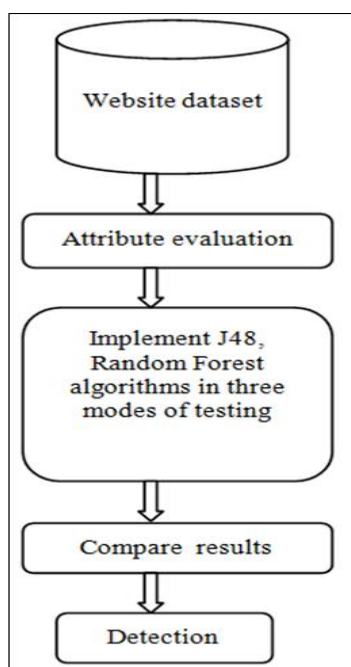 Website dataset
Attribute evaluation
Implement J48,
Random Forest
algorithms in three
modes of testing
Compare results
Detection